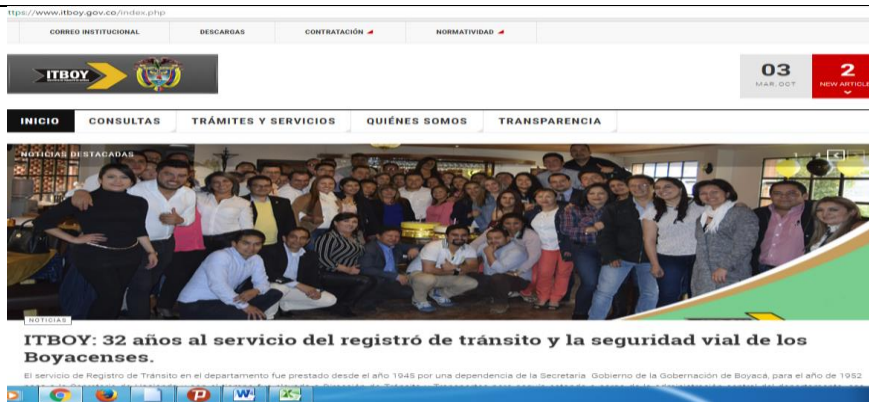 ttps://www.itboy.gov.co/index.php
CORREO INSTITUCIONAL DESCARGAS CONTRATACIÓN NORMATIVIDAD
ITBOY
03
MAR.OCT
2
NEW ARTICLE
INICIO CONSULTAS TRÁMITES Y SERVICIOS QUIÉNES SOMOS TRANSPARENCIA
NOTICIAS DESTACADAS
NOTICIAS
ITBOY: 32 años al servicio del registró de tránsito y la seguridad vial de los
Boyacenses.
El servicio de Registro de Tránsito en el departamento fue prestado desde el año 1945 por una dependencia de la Secretaria Gobierno de la Gobernación de Boyacá, para el año de 1952